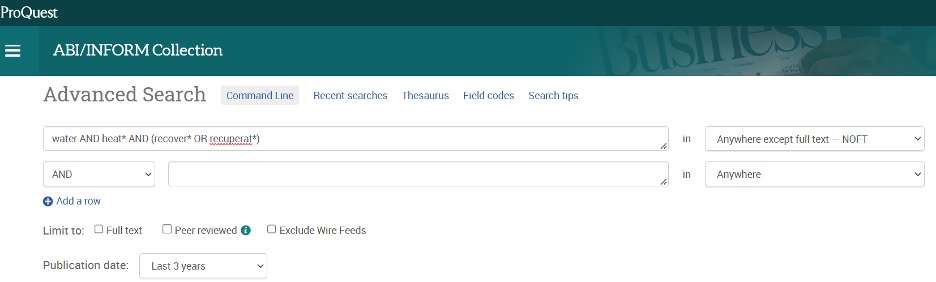 ProQuest
Business
ABI/INFORM Collection
Advanced Search Command Line Recent searches Thesaurus Field codes Search tips
water AND heat* AND (recover* OR recuperat*) in Anywhere except full text — NOFT
AND in Anywhere
Add a row
Limit to: Full text Peer reviewed i Exclude Wire Feeds
Publication date: Last 3 years